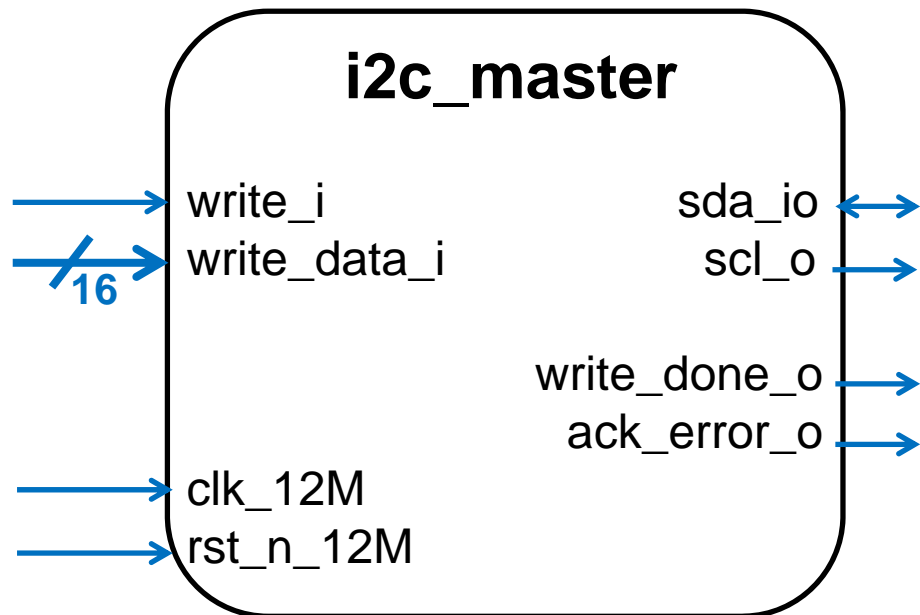 i2c_master
write_i
sda_io
write_data_i
scl_o
16
write_done_o
ack_error_o
clk_12M
rst_n_12M